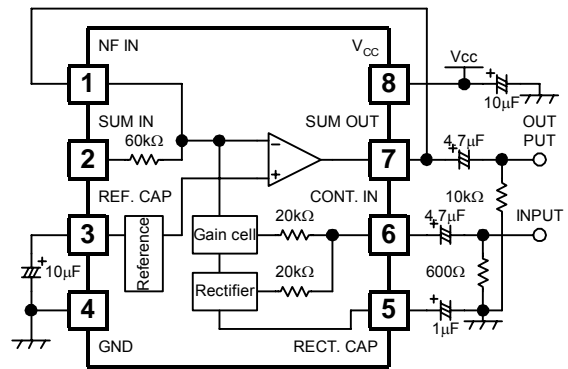 NF IN
VCC
Vcc
1
8
10μF
SUM IN
SUM OUT
OUT
PUT
60kΩ
4.7μF
2
7
REF. CAP
CONT. IN
10kΩ
20kΩ
4.7μF
INPUT
3
6
Reference
Gain cell
10μF
20kΩ
600Ω
Rectifier
4
5
1μF
GND
RECT. CAP